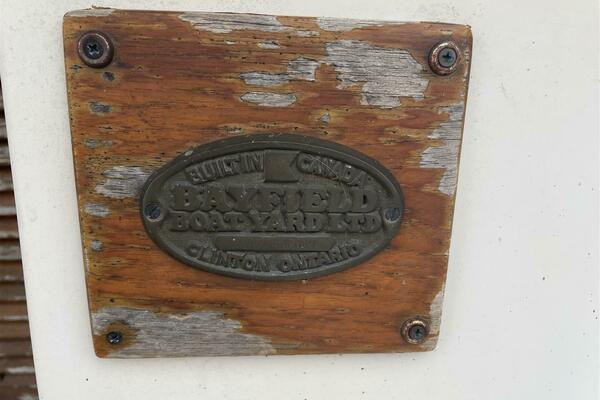 BUILT IN CANADA
BAYFIELD
BOAT YARD LTD
CLINTON ONTARIO